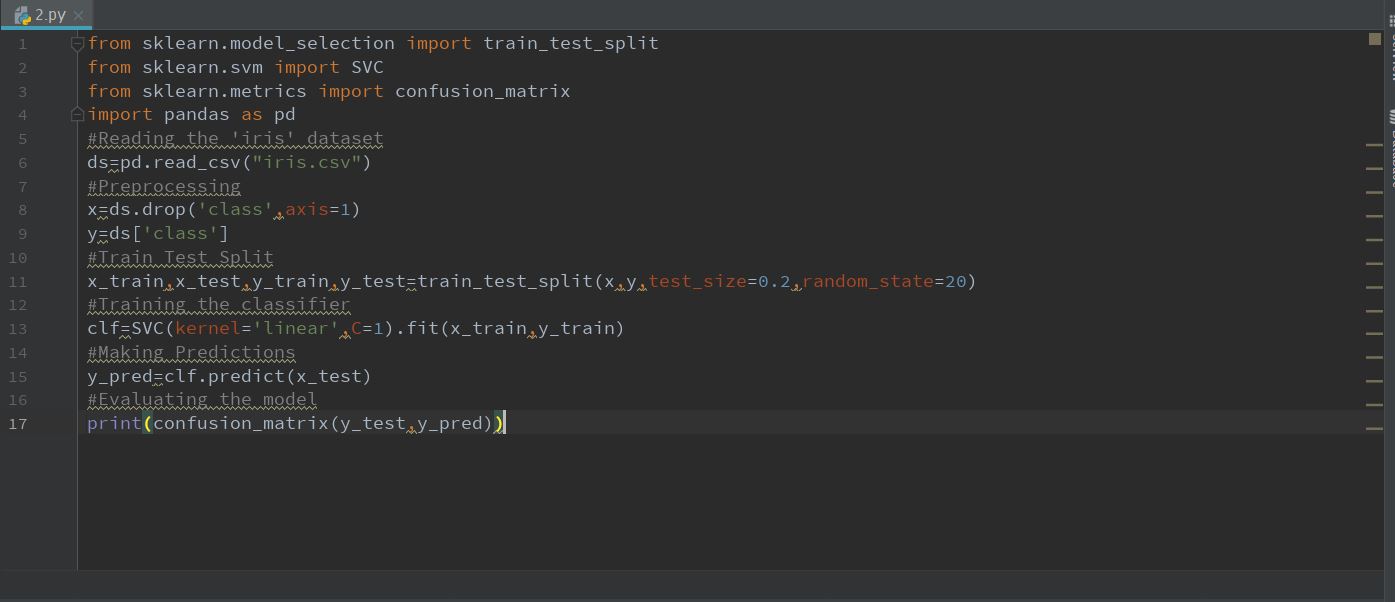 2.py
1 from sklearn.model_selection import train_test_split
2 from sklearn.svm import SVC
3 from sklearn.metrics import confusion_matrix
4 import pandas as pd
5 #Reading the 'iris' dataset
6 ds=pd.read_csv("iris.csv")
7 #Preprocessing
8 x=ds.drop('class',axis=1)
9 y=ds['class']
10 #Train Test Split
11 x_train,x_test,y_train,y_test=train_test_split(x,y,test_size=0.2,random_state=20)
12 #Training the classifier
13 clf=SVC(kernel='linear',C=1).fit(x_train,y_train)
14 #Making Predictions
15 y_pred=clf.predict(x_test)
16 #Evaluating the model
17 print(confusion_matrix(y_test,y_pred))